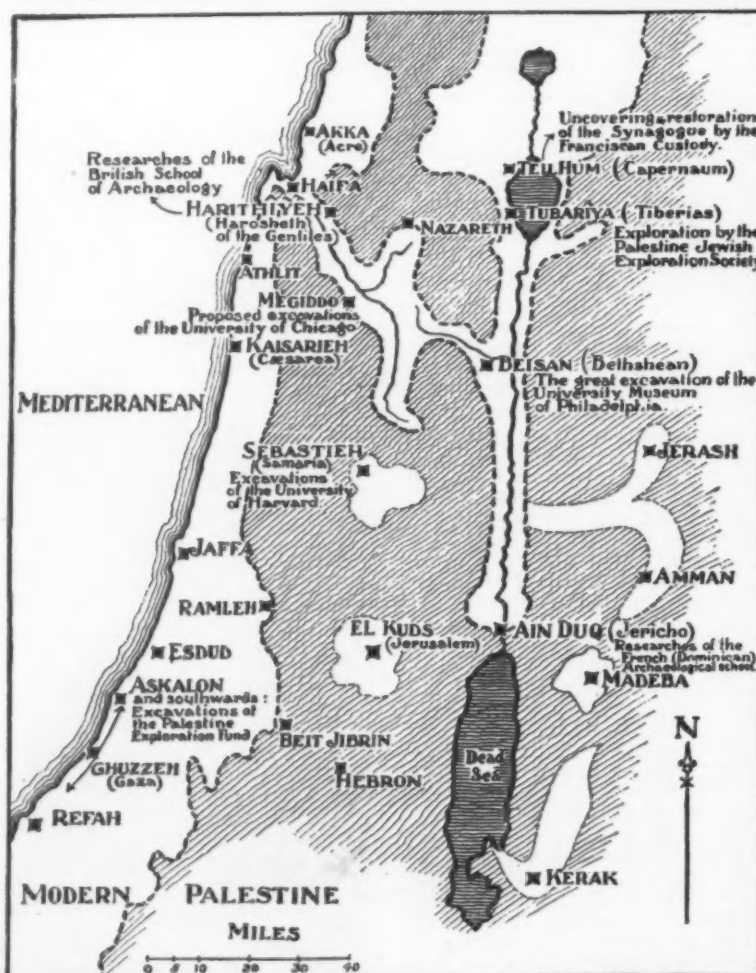 AKKA
(Acre)
Uncovering & restoration
of the Synagogue by the
Franciscan Custody.
Researches of the
British School
of Archaeology
HAIFA
TELL HUM (Capernaum)
HARITHIYEH
(Harosheth
of the Gentiles)
NAZARETH
TUBARIYA (Tiberias)
Exploration by the
Palestine Jewish
Exploration Society
ATHLIT
MEGIDDO
Proposed excavations
of the University of Chicago
KAISARIEH
(Cæsarea)
BEISAN (Bethshean)
The great excavation of the
University Museum
of Philadelphia.
MEDITERRANEAN
SEBASTIEH
(Samaria)
Excavations
of the University
of Harvard.
JERASH
JAFFA
AMMAN
RAMLEH
EL KUDS
(Jerusalem)
AIN DUQ (Jericho)
Researches of the
French (Dominican)
Archaeological school
ESDUD
MADEBA
ASKALON
and southwards:
Excavations of
the Palestine
Exploration Fund
BEIT JIBRIN
N
GHUZZEH
(Gaza)
HEBRON
Dead
Sea
REFAH
KERAK
MODERN PALESTINE
MILES
0 5 10 20 30 40